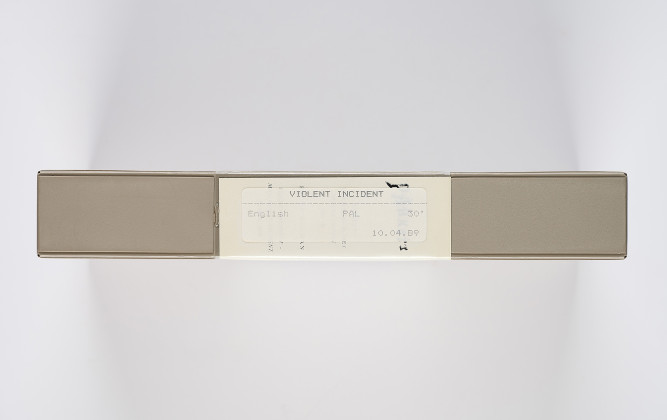 VIOLENT INCIDENT
English PAL 30'
10.04.89